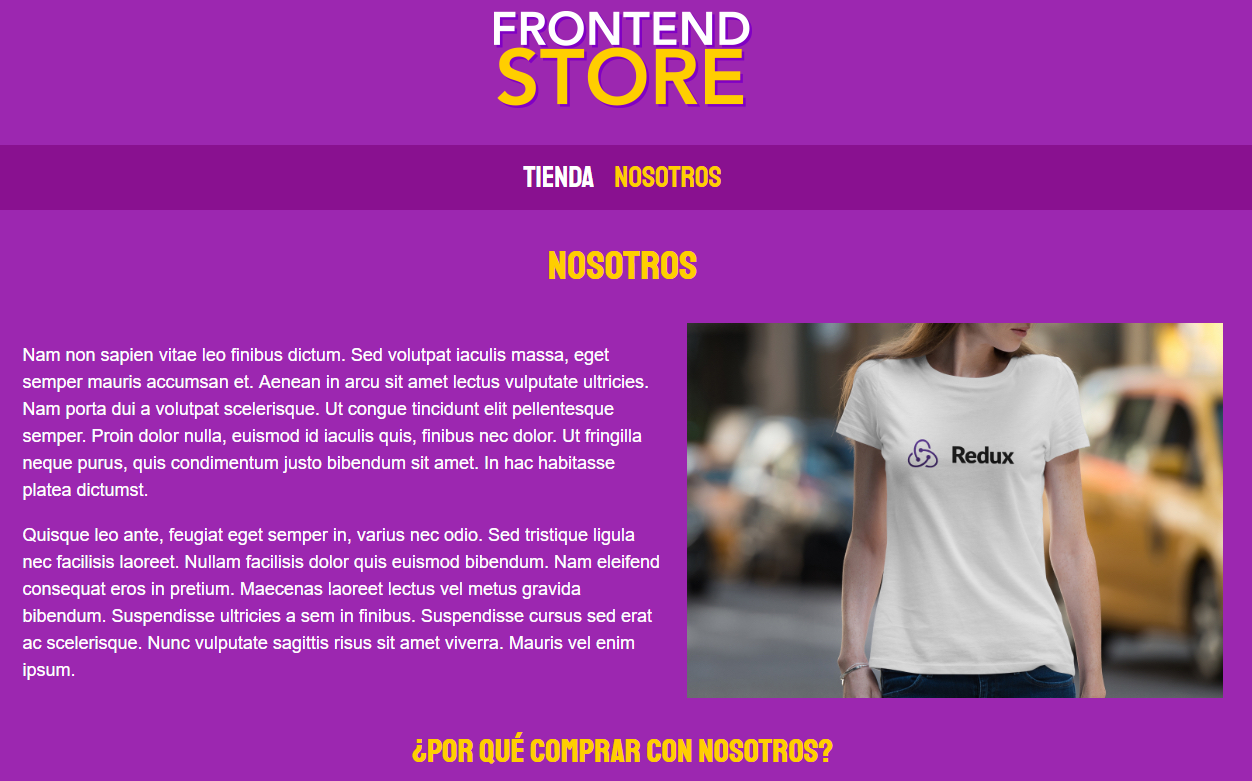 FRONTEND
STORE
TIENDA NOSOTROS
NOSOTROS
Nam non sapien vitae leo finibus dictum. Sed volutpat iaculis massa, eget
semper mauris accumsan et. Aenean in arcu sit amet lectus vulputate ultricies.
Nam porta dui a volutpat scelerisque. Ut congue tincidunt elit pellentesque
semper. Proin dolor nulla, euismod id iaculis quis, finibus nec dolor. Ut fringilla
neque purus, quis condimentum justo bibendum sit amet. In hac habitasse
platea dictumst.
Quisque leo ante, feugiat eget semper in, varius nec odio. Sed tristique ligula
nec facilisis laoreet. Nullam facilisis dolor quis euismod bibendum. Nam eleifend
consequat eros in pretium. Maecenas laoreet lectus vel metus gravida
bibendum. Suspendisse ultricies a sem in finibus. Suspendisse cursus sed erat
ac scelerisque. Nunc vulputate sagittis risus sit amet viverra. Mauris vel enim
ipsum.
Redux
¿POR QUÉ COMPRAR CON NOSOTROS?